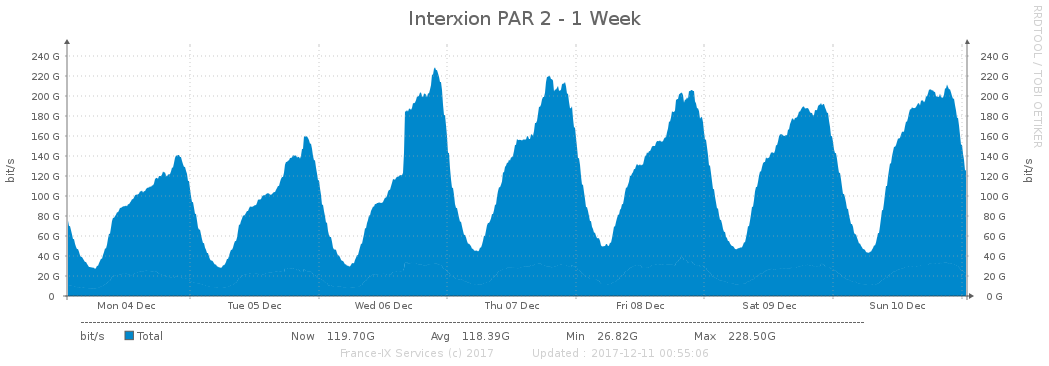 Interxion PAR 2 - 1 Week
RRDTOOL / TOBI OETIKER
240 G 240 G
220 G 220 G
200 G 200 G
180 G 180 G
160 G 160 G
140 G 140 G
120 G 120 G
100 G 100 G
80 G 80 G
60 G 60 G
40 G 40 G
20 G 20 G
0 0 G
bit/s
bit/s
Mon 04 Dec Tue 05 Dec Wed 06 Dec Thu 07 Dec Fri 08 Dec Sat 09 Dec Sun 10 Dec
bit/s Total Now 119.70G Avg 118.39G Min 26.82G Max 228.50G
France-IX Services (c) 2017 Updated : 2017-12-11 00:55:06